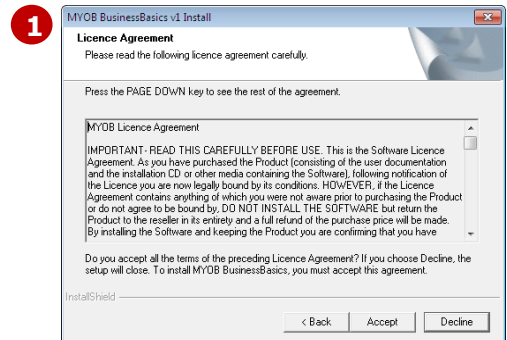 1
MYOB BusinessBasics v1 Install
Licence Agreement
Please read the following licence agreement carefully.
Press the PAGE DOWN key to see the rest of the agreement.
MYOB Licence Agreement
IMPORTANT- READ THIS CAREFULLY BEFORE USE. This is the Software Licence
Agreement. As you have purchased the Product (consisting of the user documentation
and the installation CD or other media containing the Software), following notification of
the Licence you are now legally bound by its conditions. HOWEVER, if the Licence
Agreement contains anything of which you were not aware prior to purchasing the Product
or do not agree to be bound by, DO NOT INSTALL THE SOFTWARE but return the
Product to the reseller in its entirety and a full refund of the purchase price will be made.
By installing the Software and keeping the Product you are confirming that you have
Do you accept all the terms of the preceding Licence Agreement? If you choose Decline, the
setup will close. To install MYOB BusinessBasics, you must accept this agreement.
InstallShield
< Back Accept Decline